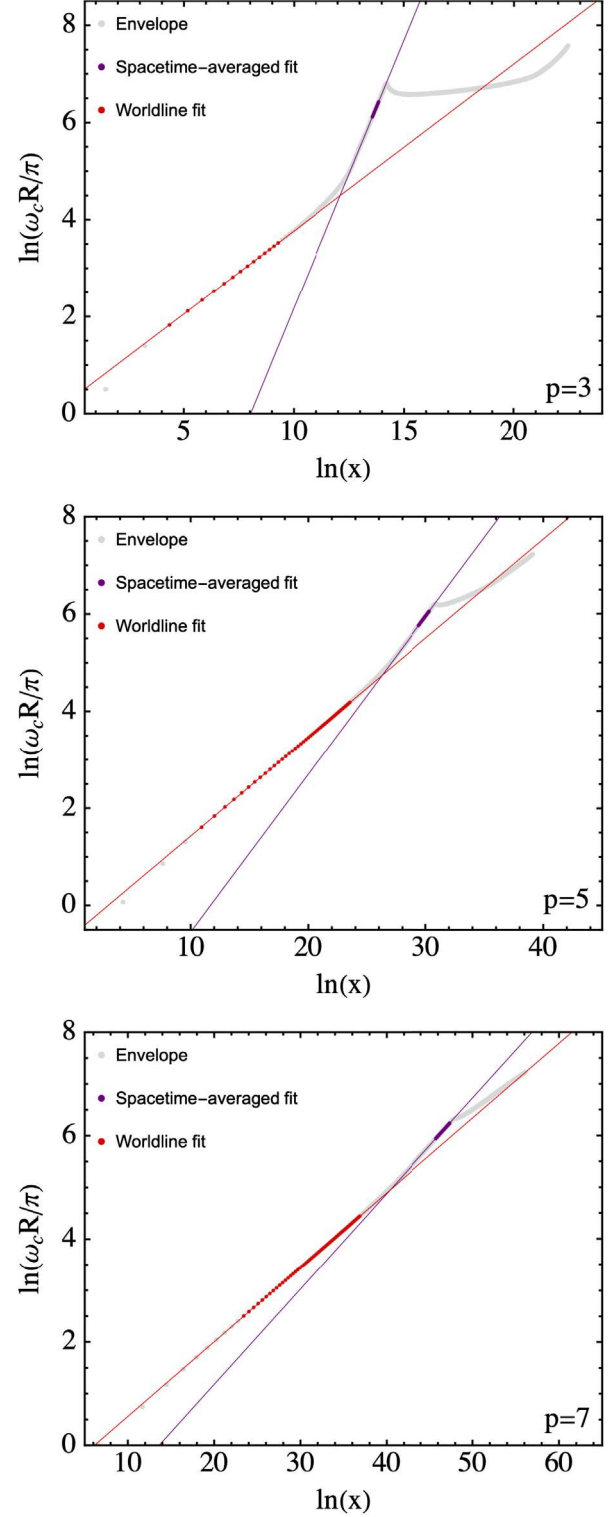 8
6
4
2
0
ln(ω_cR/π)
Envelope
Spacetime−averaged fit
Worldline fit
p=3
5
10
15
20
ln(x)
8
6
4
2
0
ln(ω_cR/π)
Envelope
Spacetime−averaged fit
Worldline fit
p=5
10
20
30
40
ln(x)
8
6
4
2
0
ln(ω_cR/π)
Envelope
Spacetime−averaged fit
Worldline fit
p=7
10
20
30
40
50
60
ln(x)